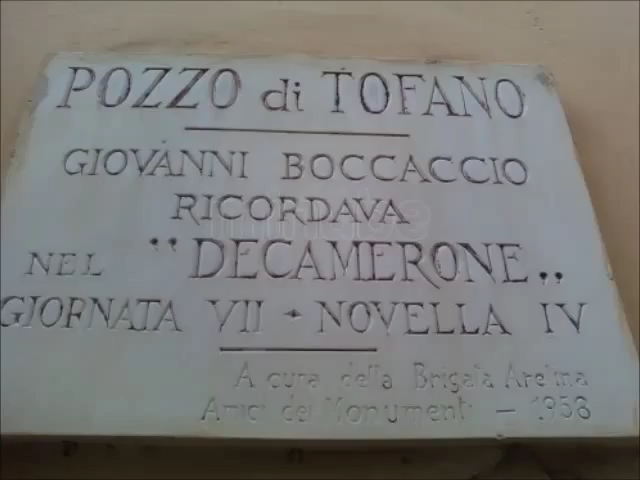 POZZO di TOFANO
GIOVANNI BOCCACCIO
RICORDAVA
NEL "DECAMERONE„
GIORNATA VII - NOVELLA IV
A cura della Brigata Aretina
Amici dei Monumenti - 1958